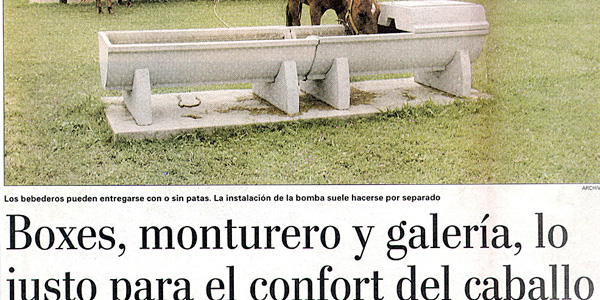 ARCHIV
Los bebederos pueden entregarse con o sin patas. La instalación de la bomba suele hacerse por separado
Boxes, monturero y galería, lo
justo para el confort del caballo